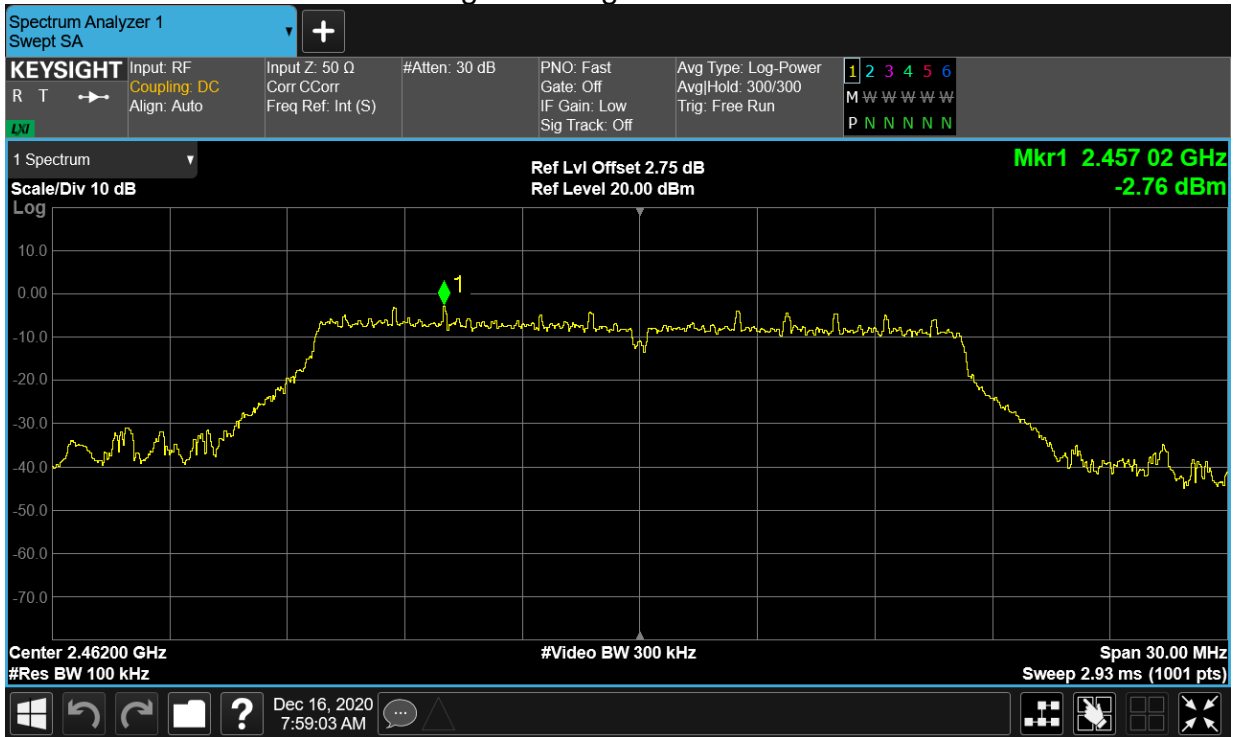 Spectrum Analyzer 1
Swept SA
KEYSIGHT
R T
LXI
Input: RF
Coupling: DC
Align: Auto
Input Z: 50 Ω
Corr CCorr
Freq Ref: Int (S)
#Atten: 30 dB
PNO: Fast
Gate: Off
IF Gain: Low
Sig Track: Off
Avg Type: Log-Power
Avg|Hold: 300/300
Trig: Free Run
1 2 3 4 5 6
M W W W W W
P N N N N N
1 Spectrum
Scale/Div 10 dB
Log
Ref Lvl Offset 2.75 dB
Ref Level 20.00 dBm
Mkr1 2.457 02 GHz
-2.76 dBm
1
10.0
0.00
-10.0
-20.0
-30.0
-40.0
-50.0
-60.0
-70.0
Center 2.46200 GHz
#Res BW 100 kHz
#Video BW 300 kHz
Span 30.00 MHz
Sweep 2.93 ms (1001 pts)
?
Dec 16, 2020
7:59:03 AM